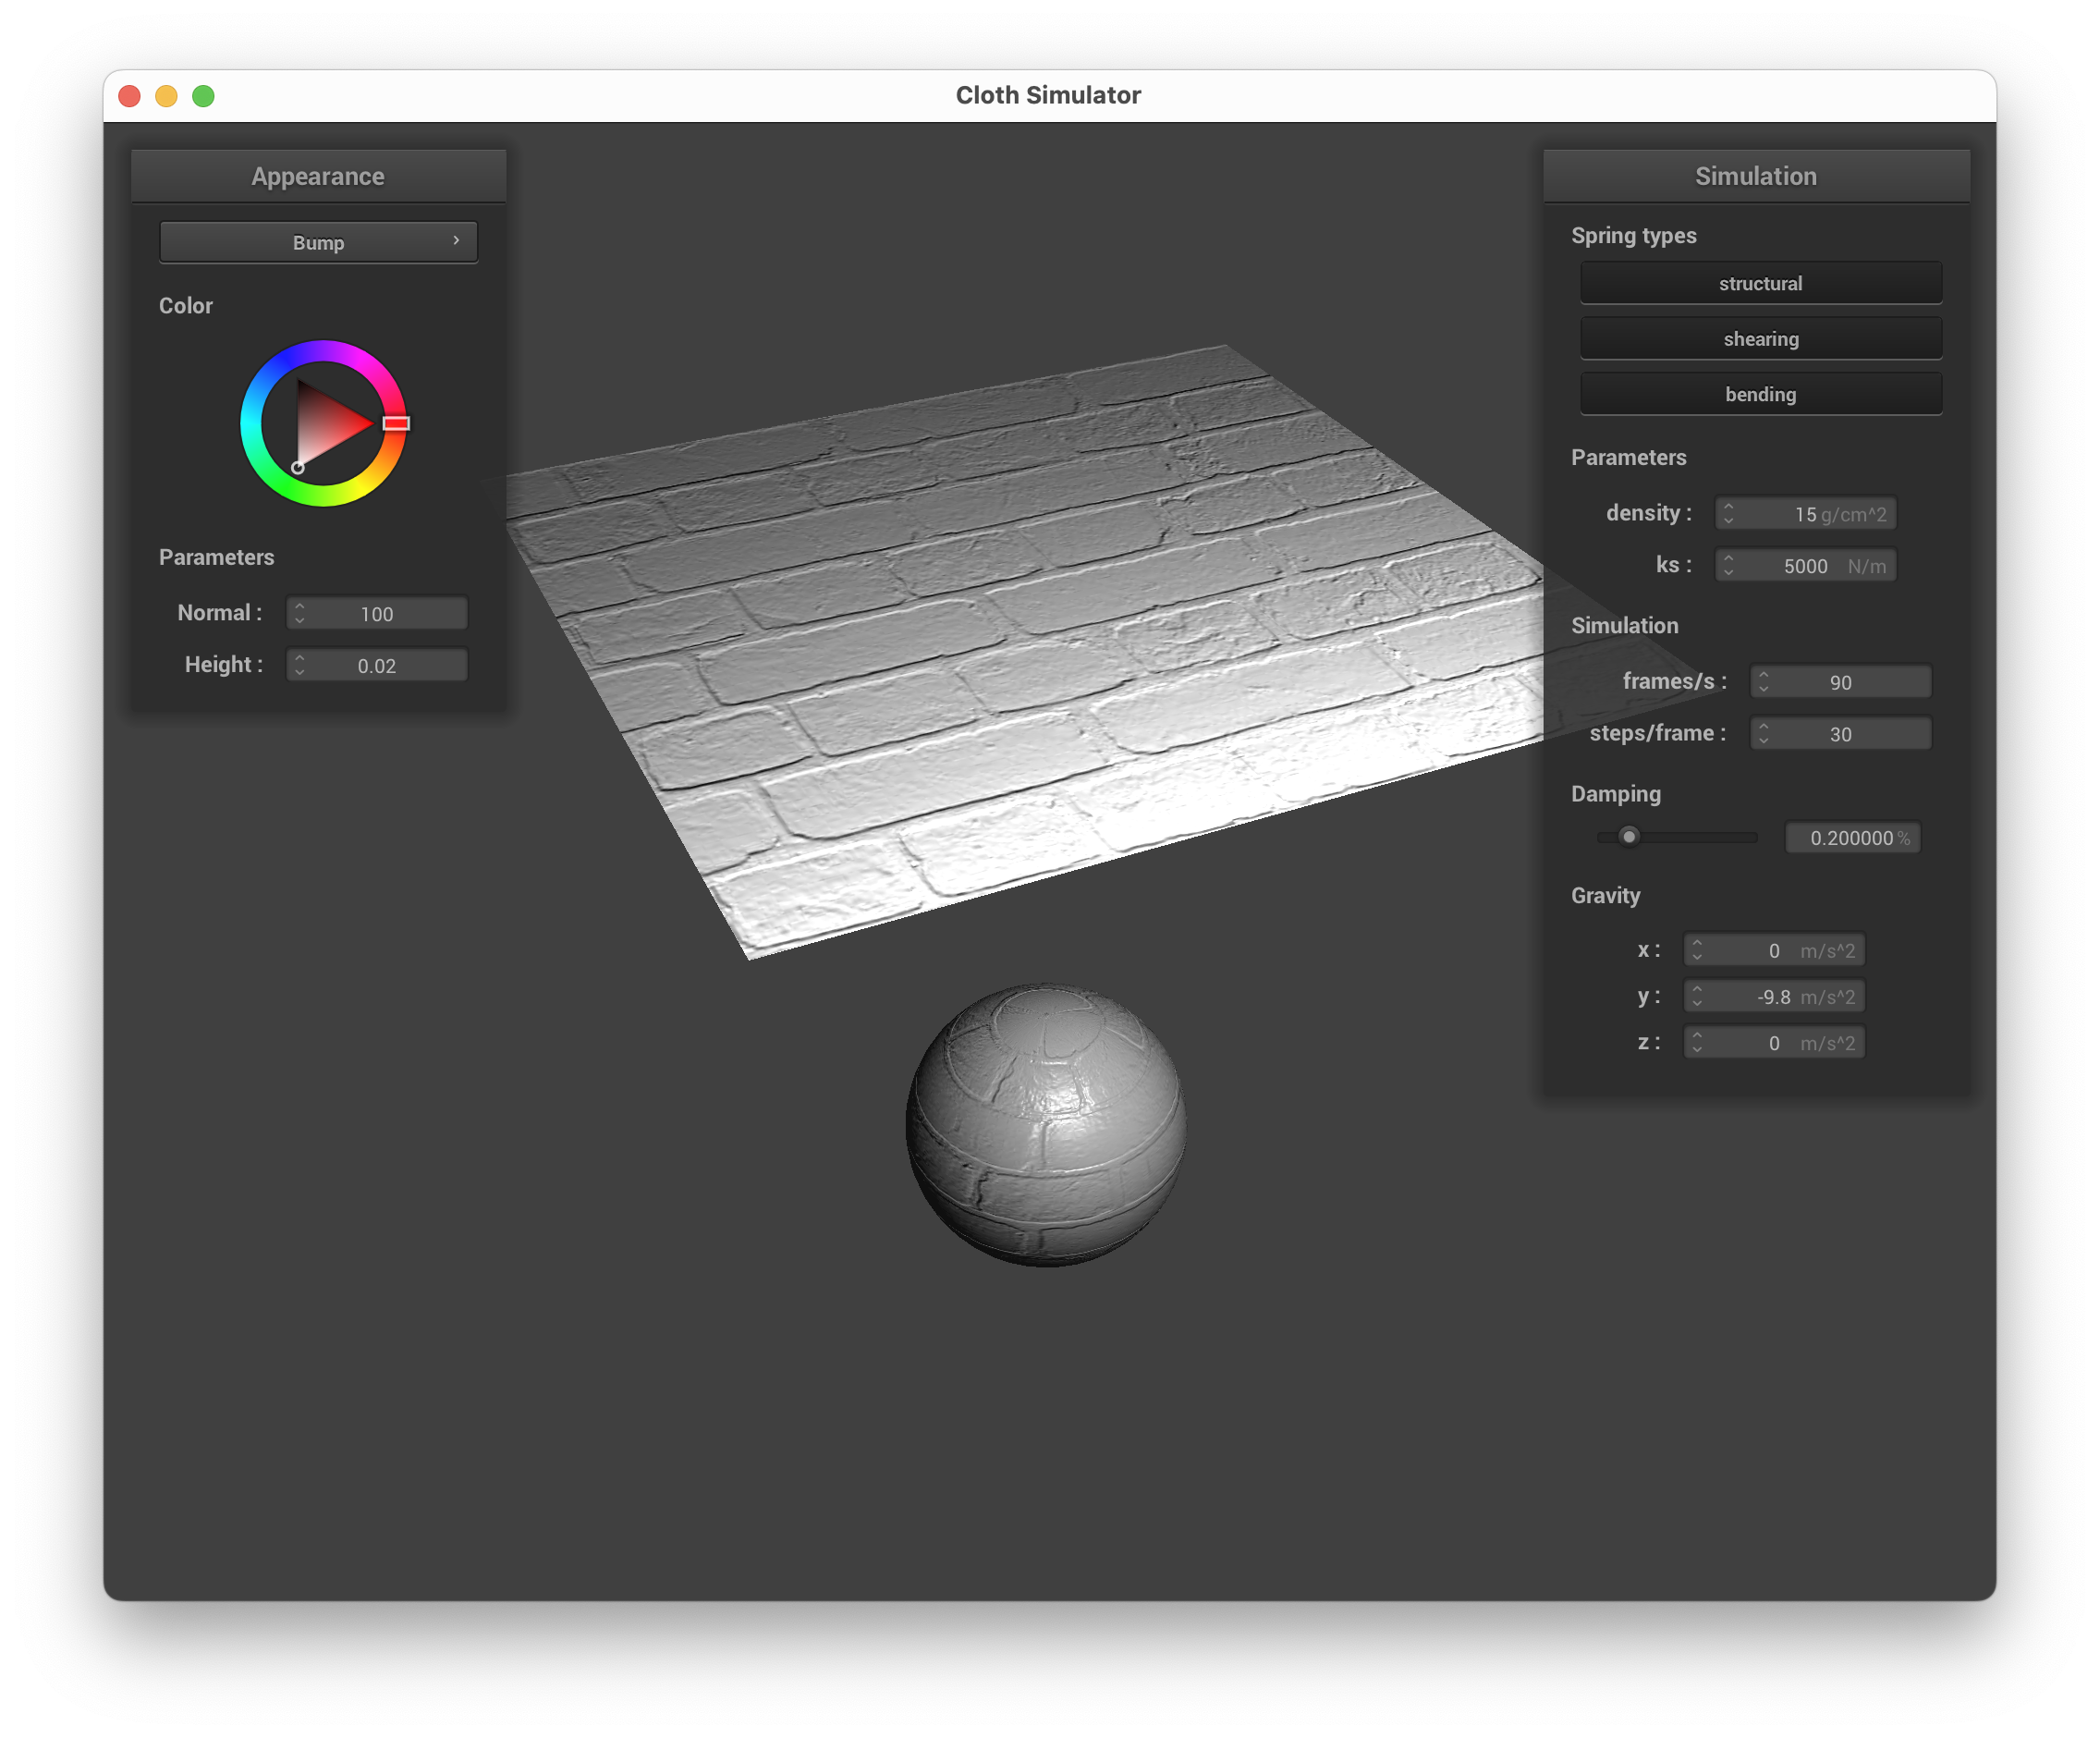 Cloth Simulator
Appearance
Bump
Color
Parameters
Normal : 100
Height : 0.02
Simulation
Spring types
structural
shearing
bending
Parameters
density : 15 g/cm^2
ks : 5000 N/m
Simulation
frames/s : 90
steps/frame : 30
Damping
0.200000 %
Gravity
x : 0 m/s^2
y : -9.8 m/s^2
z : 0 m/s^2